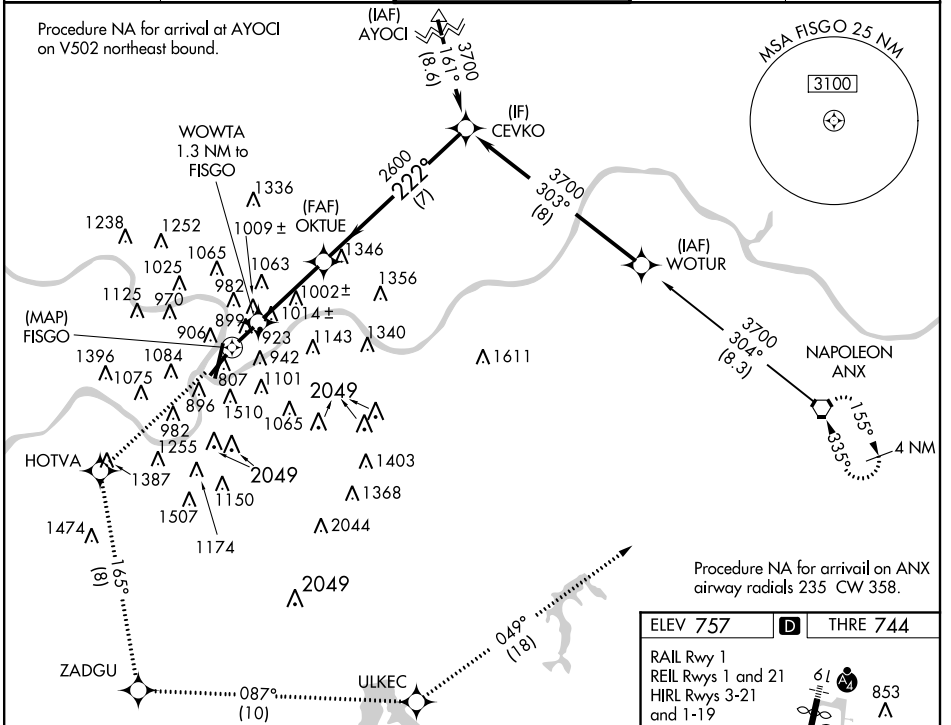 Procedure NA for arrival at AYOCI
on V502 northeast bound.
(IAF)
AYOCI
3700
161°
(8.6)
MSA FISGO 25 NM
3100
(IF)
CEVKO
WOWTA
1.3 NM to
FISGO
2600
222°
(7)
3700
303°
(8)
(FAF)
OKTUE
(IAF)
WOTUR
1336
1009 ±
1238
1252
1065
1063
1346
1025
982
1002±
1356
1125
970
899
1014 ±
(MAP)
FISGO
906
923
1143
1340
3700
304°
(8.3)
NAPOLEON
ANX
1396
1084
942
1611
1075
807
1101
2049
896
1510
1065
155°
335°
4 NM
982
1255
2049
1403
HOTVA
1387
1150
1368
1507
1174
2044
1474
165°
(8)
2049
Procedure NA for arrivail on ANX
airway radials 235 CW 358.
049°
(18)
ELEV 757
D
THRE 744
ZADGU
ULKEC
087°
(10)
RAIL Rwy 1
REIL Rwys 1 and 21
HIRL Rwys 3-21
and 1-19
19
A4
853